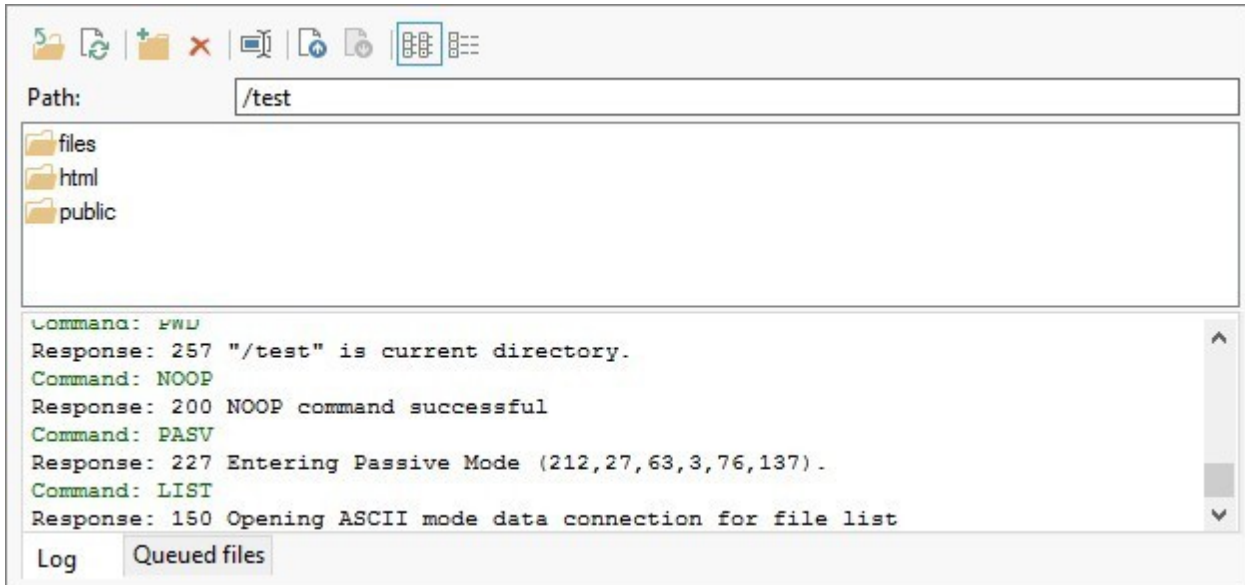 Path: /test
files
html
public
Command: PWD
Response: 257 "/test" is current directory.
Command: NOOP
Response: 200 NOOP command successful
Command: PASV
Response: 227 Entering Passive Mode (212,27,63,3,76,137).
Command: LIST
Response: 150 Opening ASCII mode data connection for file list
Log Queued files